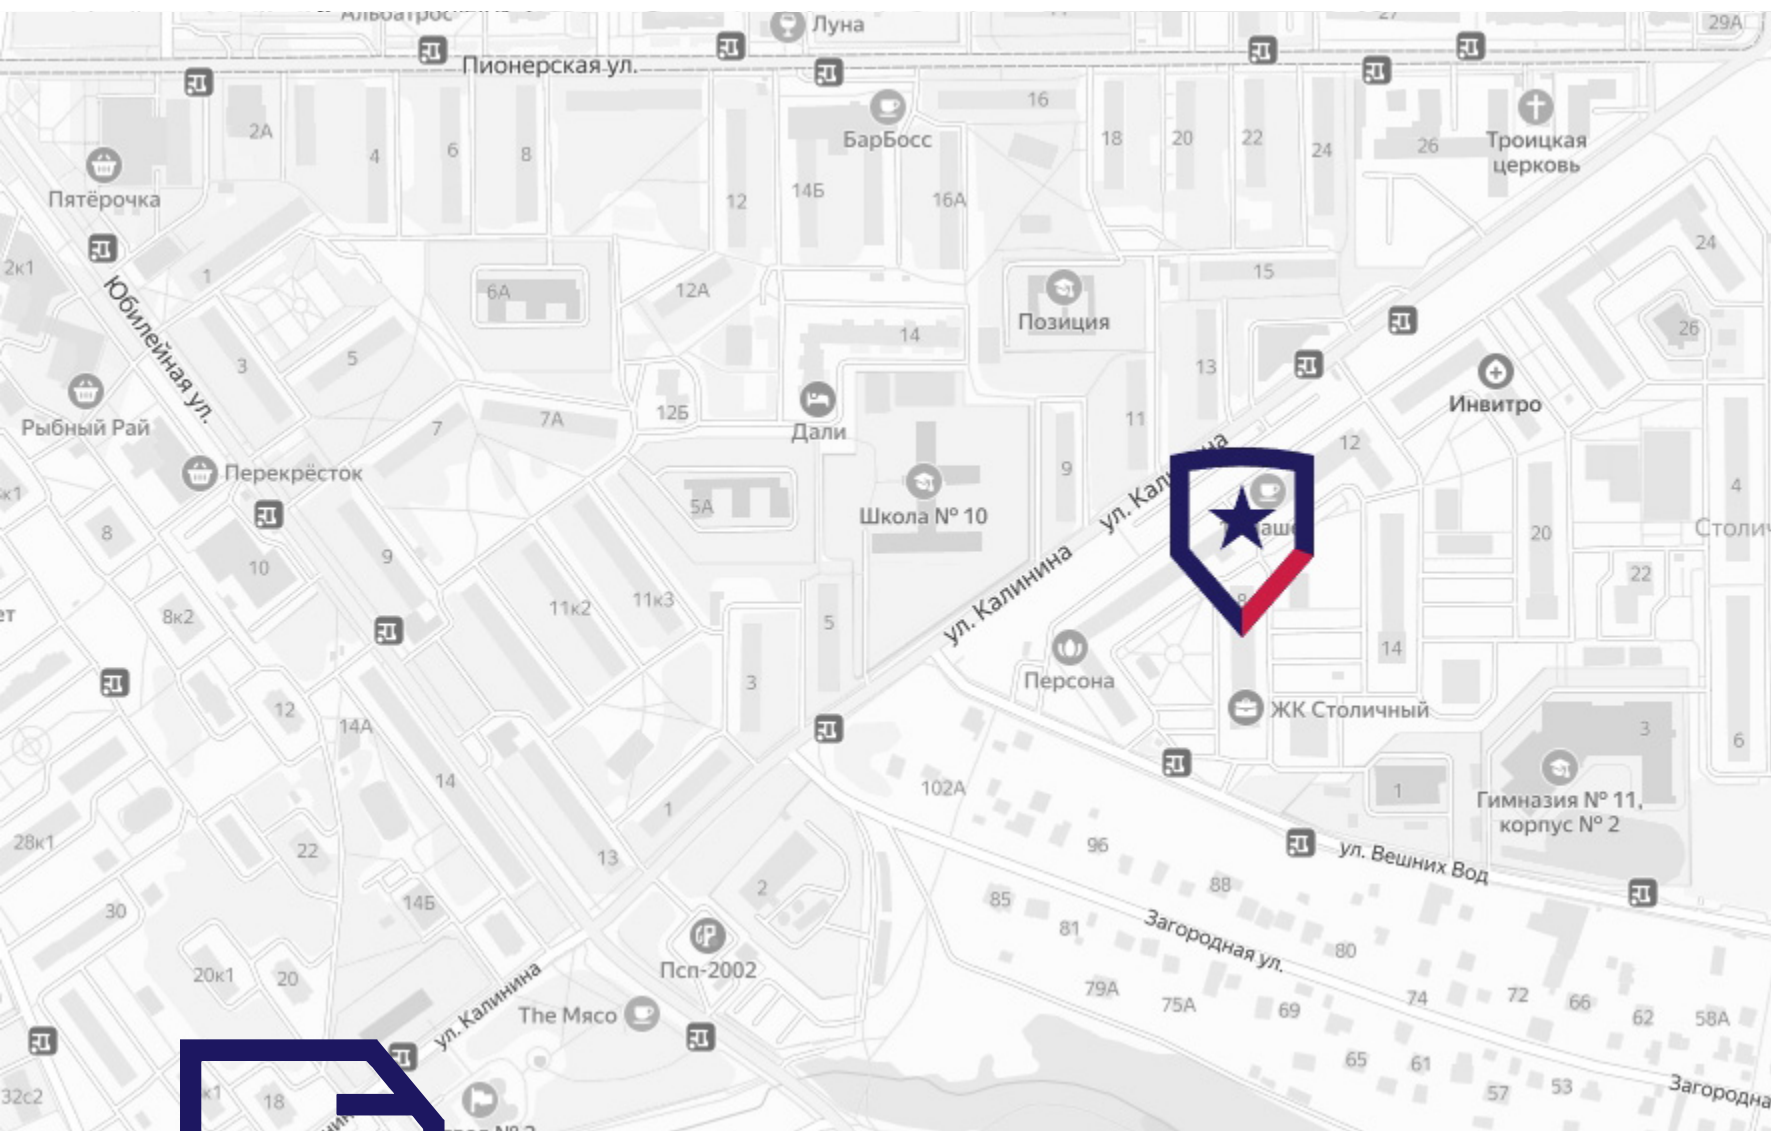 Альбатрос
Луна
27
29А
Пионерская ул.
16
БарБосс
18
20
22
24
26
Троицкая
церковь
2А
4
6
8
12
14Б
16А
Пятёрочка
2к1
1
6А
12А
15
24
Юбилейная ул.
Позиция
14
26
3
5
13
Инвитро
12Б
7А
7
11
Рыбный Рай
Дали
ул. Калинина
12
9
Перекрёсток
4
5А
Школа № 10
8
9
20
10
ул. Калинина
22
11к2
11к3
8к2
5
8
14
Персона
3
12
14А
ЖК Столичный
3
6
14
102А
1
Гимназия № 11,
корпус № 2
1
28к1
22
13
96
ул. Вешних Вод
2
88
14Б
30
85
81
Загородная ул.
80
20к1
20
Псп-2002
79А
75А
69
74
72
66
62
58А
ул. Калинина
The Мясо
65
61
57
53
32с2
18